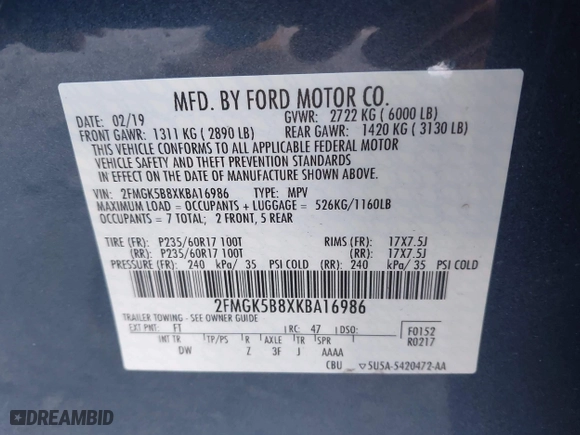 MFD. BY FORD MOTOR CO.
DATE: 02/19 GVWR: 2722 KG ( 6000 LB)
FRONT GAWR: 1311 KG ( 2890 LB) REAR GAWR: 1420 KG ( 3130 LB)
THIS VEHICLE CONFORMS TO ALL APPLICABLE FEDERAL MOTOR
VEHICLE SAFETY AND THEFT PREVENTION STANDARDS
IN EFFECT ON THE DATE OF MANUFACTURE SHOWN ABOVE.
VIN: 2FMGK5B8XKBA16986 TYPE: MPV
MAXIMUM LOAD = OCCUPANTS + LUGGAGE = 526KG/1160LB
OCCUPANTS = 7 TOTAL; 2 FRONT, 5 REAR
TIRE (FR): P235/60R17 100T RIMS (FR): 17X7.5J
(RR): P235/60R17 100T (RR): 17X7.5J
PRESSURE (FR): 240 kPa/ 35 PSI COLD (RR): 240 kPa/ 35 PSI COLD
2FMGK5B8XKBA16986
TRAILER TOWING - SEE OWNER GUIDE
EXT PNT: FT RC: 47 DSO: F0152
INT TR TP/PS R AXLE TR SPR R0217
DW Z 3F J AAAA
CBU ▽5U5A-5420472-AA
DREAMBID